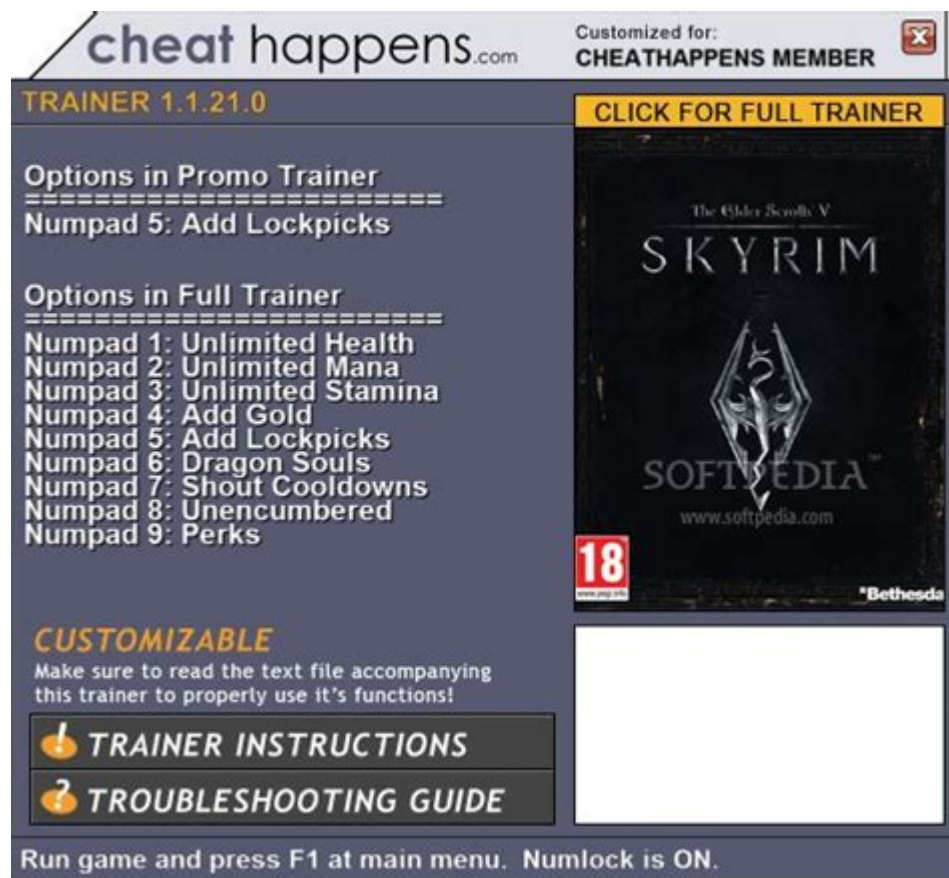 cheat happens.com
Customized for:
CHEATHAPPENS MEMBER
TRAINER 1.1.21.0
CLICK FOR FULL TRAINER
Options in Promo Trainer
========================
Numpad 5: Add Lockpicks
Options in Full Trainer
========================
Numpad 1: Unlimited Health
Numpad 2: Unlimited Mana
Numpad 3: Unlimited Stamina
Numpad 4: Add Gold
Numpad 5: Add Lockpicks
Numpad 6: Dragon Souls
Numpad 7: Shout Cooldowns
Numpad 8: Unencumbered
Numpad 9: Perks
The Elder Scrolls V
SKYRIM
SOFTPEDIA™
www.softpedia.com
18
Bethesda
CUSTOMIZABLE
Make sure to read the text file accompanying
this trainer to properly use it's functions!
! TRAINER INSTRUCTIONS
? TROUBLESHOOTING GUIDE
Run game and press F1 at main menu. Numlock is ON.